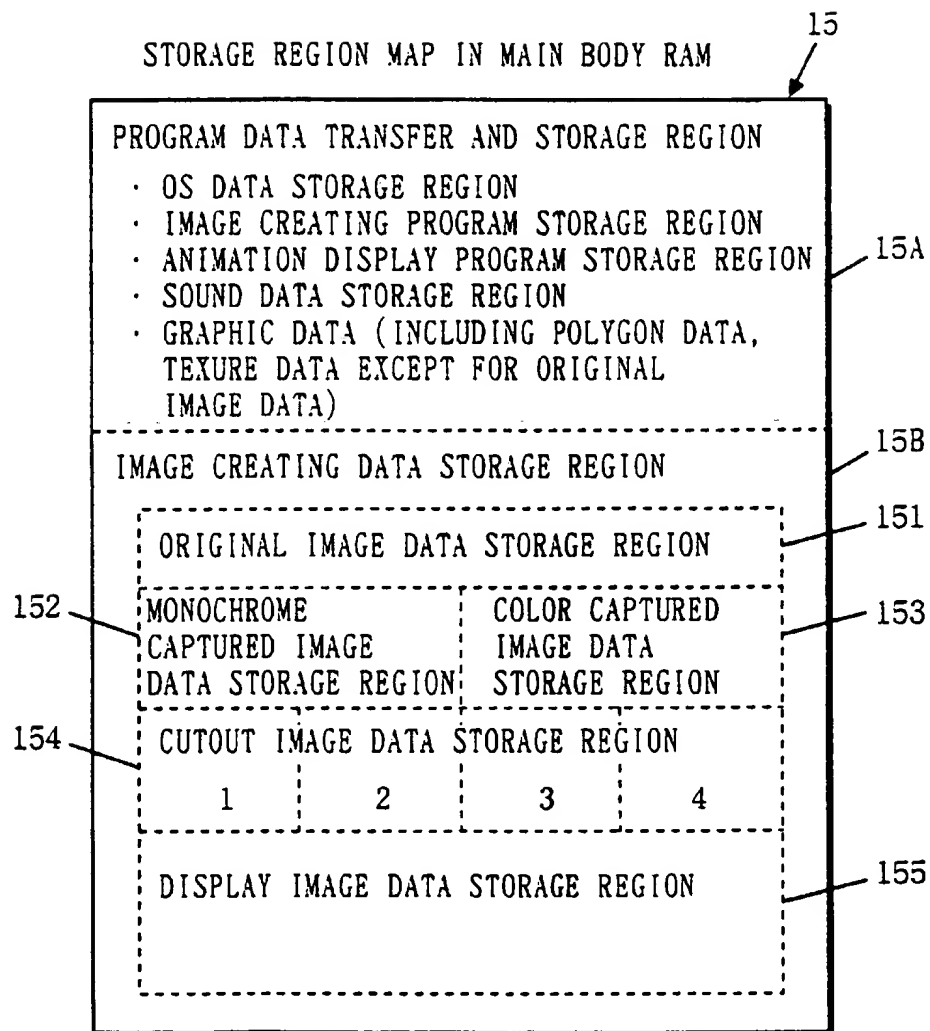 15
STORAGE REGION MAP IN MAIN BODY RAM
PROGRAM DATA TRANSFER AND STORAGE REGION
· OS DATA STORAGE REGION
· IMAGE CREATING PROGRAM STORAGE REGION
· ANIMATION DISPLAY PROGRAM STORAGE REGION
15A
· SOUND DATA STORAGE REGION
· GRAPHIC DATA (INCLUDING POLYGON DATA,
TEXURE DATA EXCEPT FOR ORIGINAL
IMAGE DATA)
15B
IMAGE CREATING DATA STORAGE REGION
151
ORIGINAL IMAGE DATA STORAGE REGION
152
MONOCHROME
CAPTURED IMAGE
DATA STORAGE REGION
COLOR CAPTURED
IMAGE DATA
STORAGE REGION
153
154
CUTOUT IMAGE DATA STORAGE REGION
1 2 3 4
DISPLAY IMAGE DATA STORAGE REGION
155